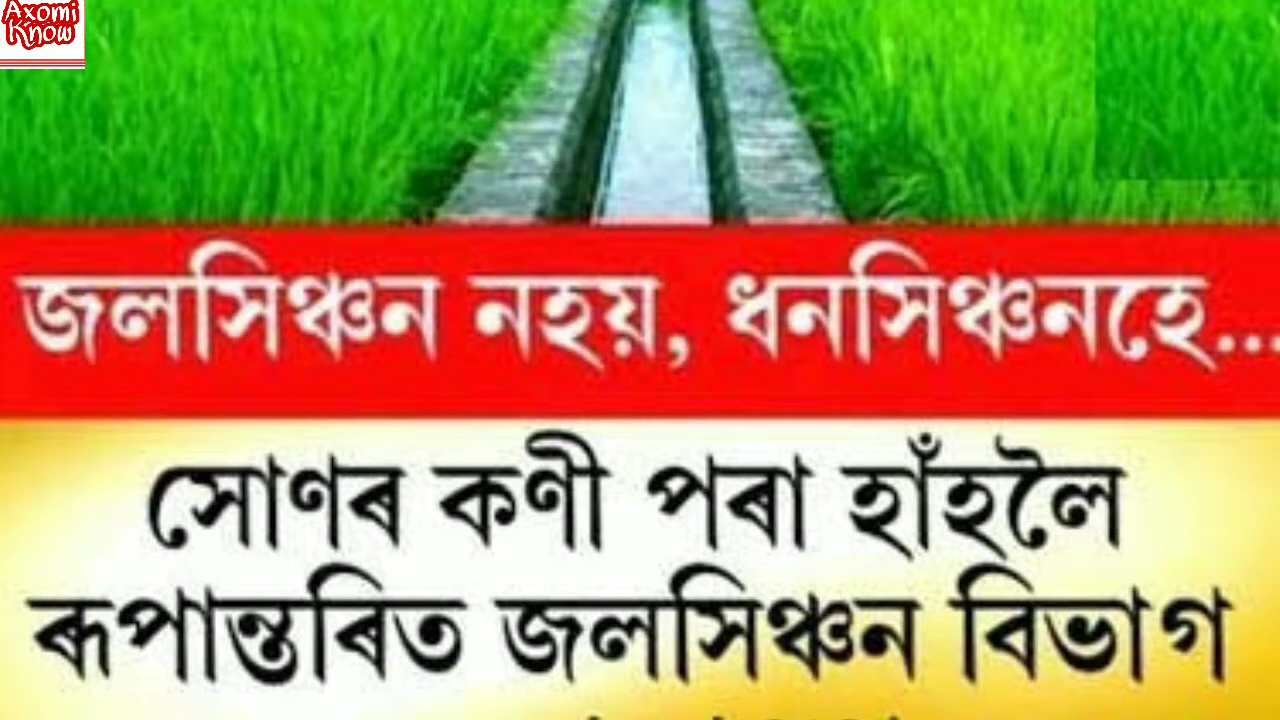 Axomi
Know
জলসিঞ্চন নহয়, ধনসিঞ্চনহে...
সোণৰ কণী পৰা হাঁহলৈ
ৰূপান্তৰিত জলসিঞ্চন বিভাগ